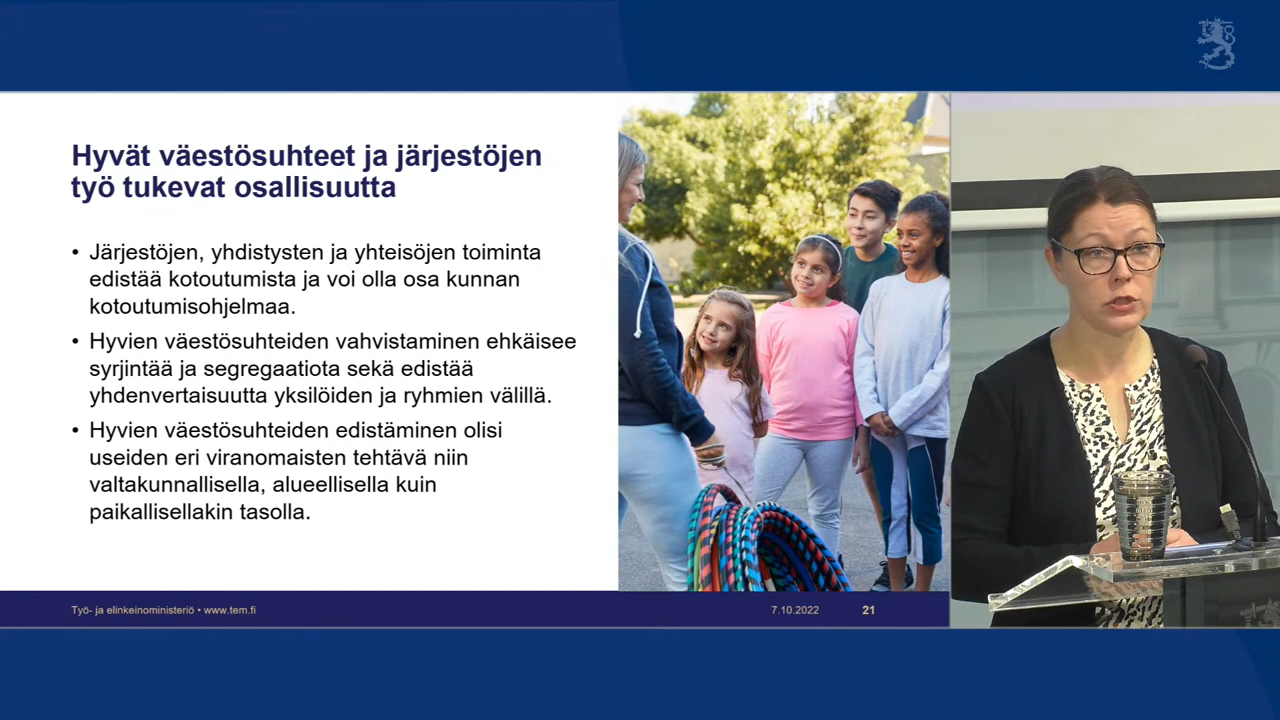 Hyvät väestösuhteet ja järjestöjen
työ tukevat osallisuutta
• Järjestöjen, yhdistysten ja yhteisöjen toiminta
edistää kotoutumista ja voi olla osa kunnan
kotoutumisohjelmaa.
• Hyvien väestösuhteiden vahvistaminen ehkäisee
syrjintää ja segregaatiota sekä edistää
yhdenvertaisuutta yksilöiden ja ryhmien välillä.
• Hyvien väestösuhteiden edistäminen olisi
useiden eri viranomaisten tehtävä niin
valtakunnallisella, alueellisella kuin
paikallisellakin tasolla.
Työ- ja elinkeinoministeriö • www.tem.fi
7.10.2022
21